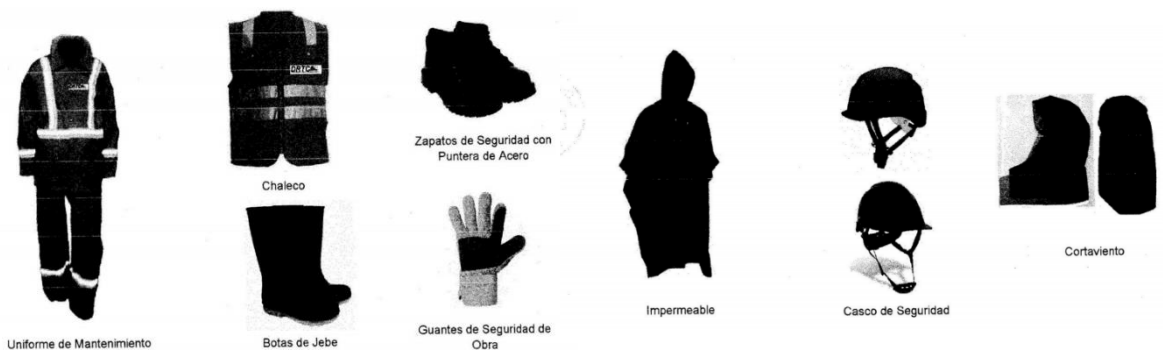 Chaleco
Zapatos de Seguridad con
Puntera de Acero
Uniforme de Mantenimiento
Botas de Jebe
Guantes de Seguridad de
Obra
Impermeable
Casco de Seguridad
Cortaviento